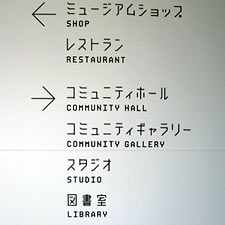 ミュージアムショップ
SHOP
レストラン
RESTAURANT
コミュニティホール
COMMUNITY HALL
コミュニティギャラリー
COMMUNITY GALLERY
スタジオ
STUDIO
図書室
LIBRARY